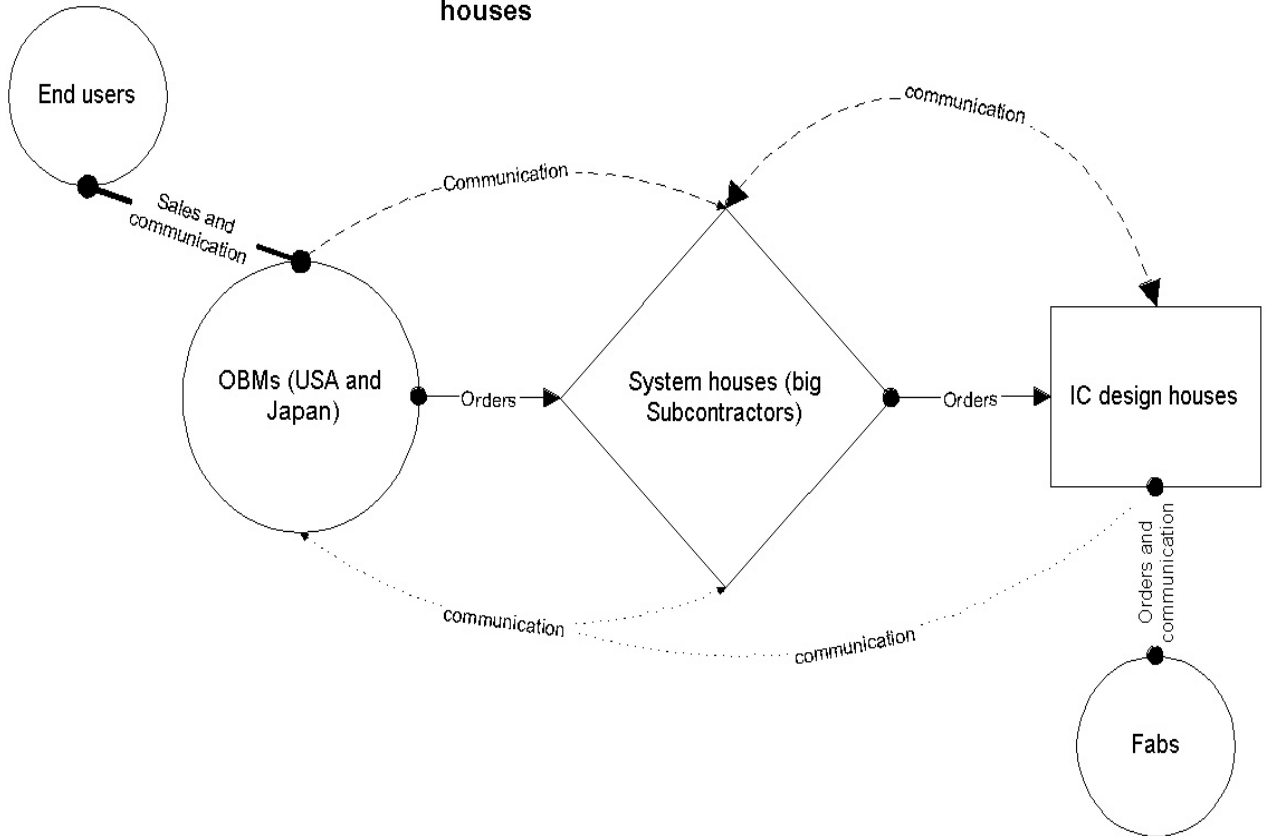 houses
End users
communication
Communication
Sales and
communication
OBMs (USA and
Japan)
Orders
System houses (big
Subcontractors)
Orders
IC design houses
Orders and
communication
communication
communication
Fabs